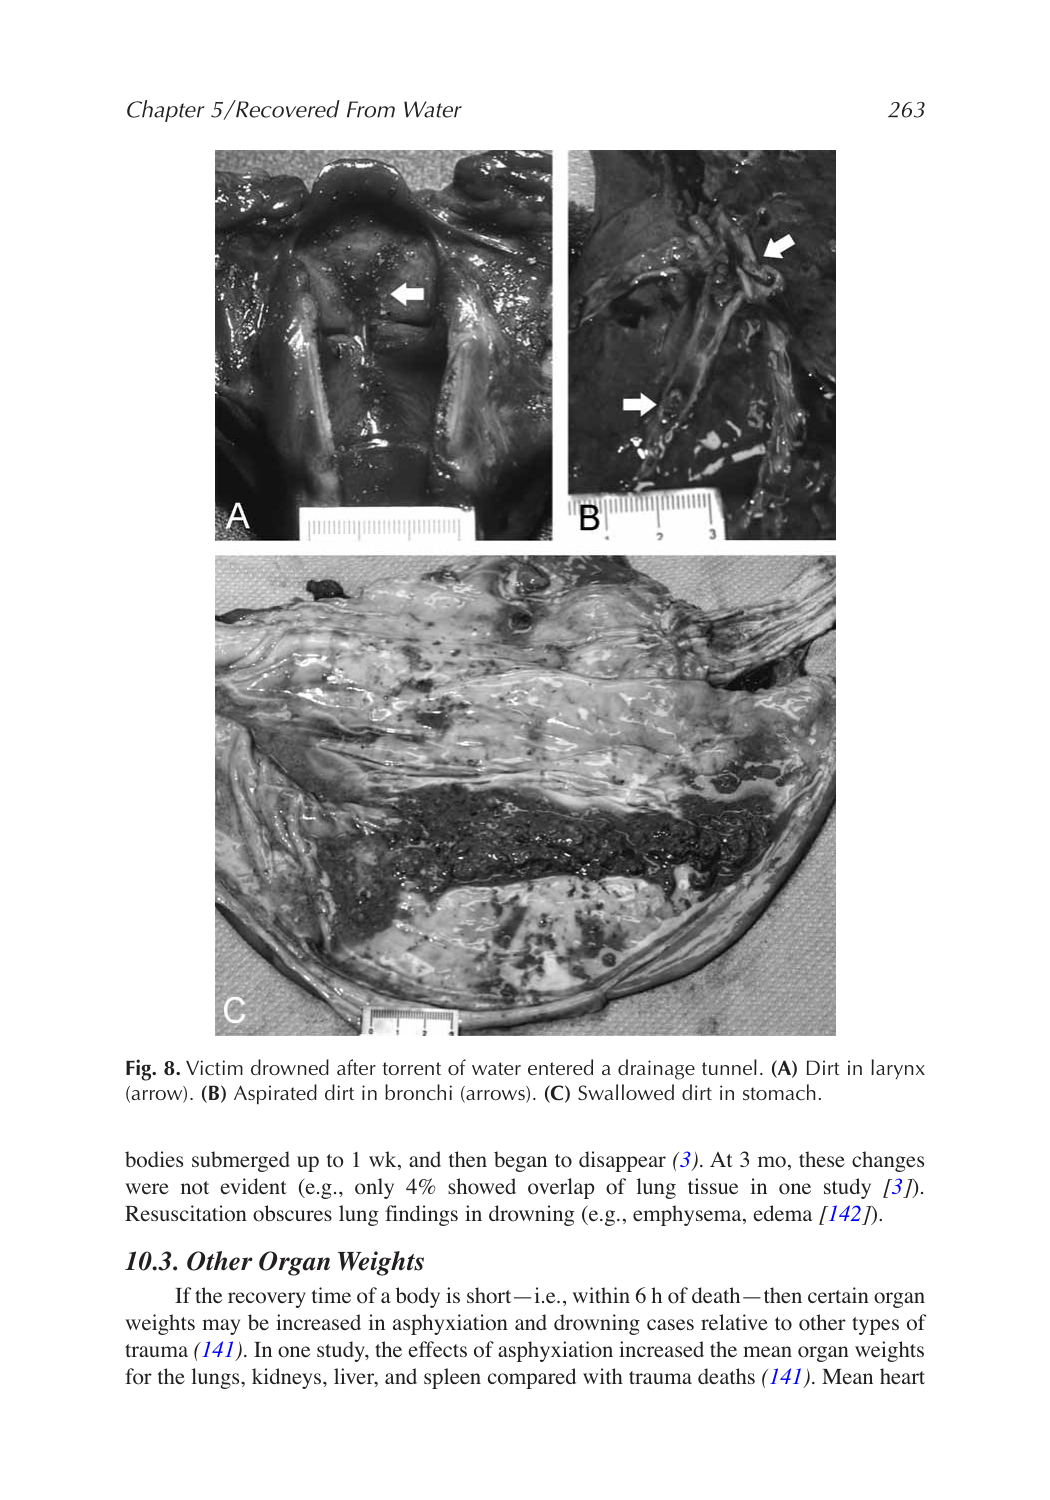 Chapter 5/Recovered From Water 263
A
B
1 2 3
C
0 1 2
Fig. 8. Victim drowned after torrent of water entered a drainage tunnel. (A) Dirt in larynx
(arrow). (B) Aspirated dirt in bronchi (arrows). (C) Swallowed dirt in stomach.
bodies submerged up to 1 wk, and then began to disappear (3). At 3 mo, these changes
were not evident (e.g., only 4% showed overlap of lung tissue in one study [3]).
Resuscitation obscures lung findings in drowning (e.g., emphysema, edema [142]).
10.3. Other Organ Weights
If the recovery time of a body is short—i.e., within 6 h of death—then certain organ
weights may be increased in asphyxiation and drowning cases relative to other types of
trauma (141). In one study, the effects of asphyxiation increased the mean organ weights
for the lungs, kidneys, liver, and spleen compared with trauma deaths (141). Mean heart